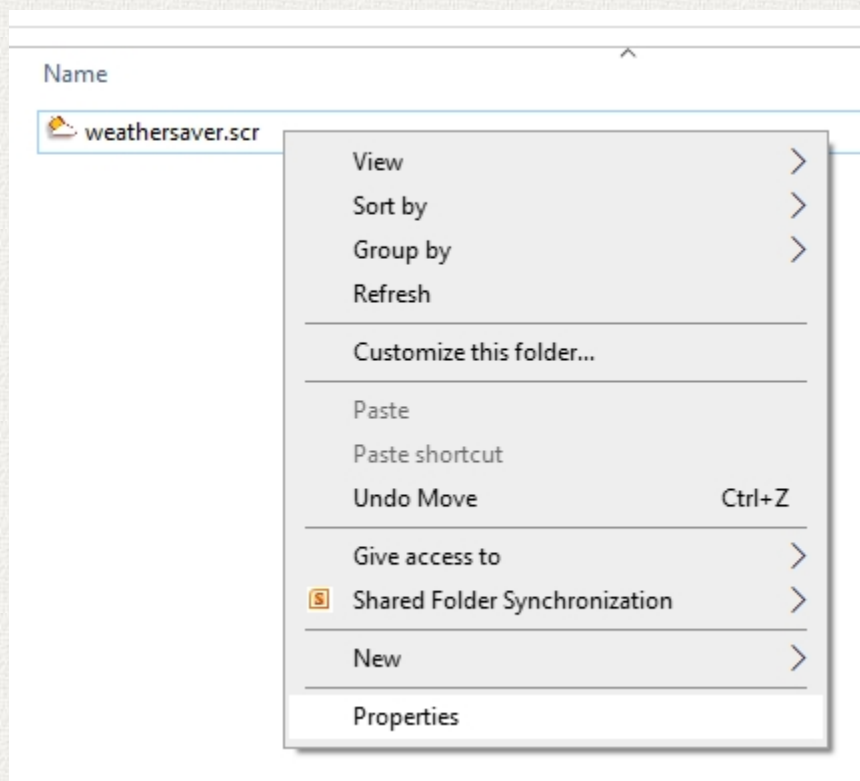 Name
weathersaver.scr
View
Sort by
Group by
Refresh
Customize this folder...
Paste
Paste shortcut
Undo Move Ctrl+Z
Give access to
S Shared Folder Synchronization
New
Properties